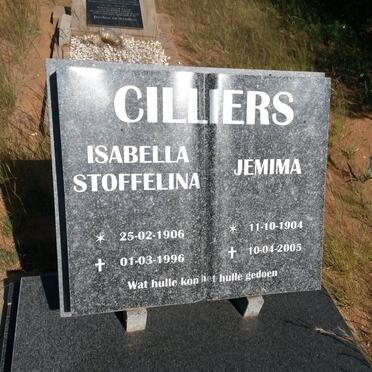 CILLIERS
ISABELLA
STOFFELINA
* 25-02-1906
✝ 01-03-1996
JEMIMA
* 11-10-1904
✝ 10-04-2005
Wat hulle kon het hulle gedoen